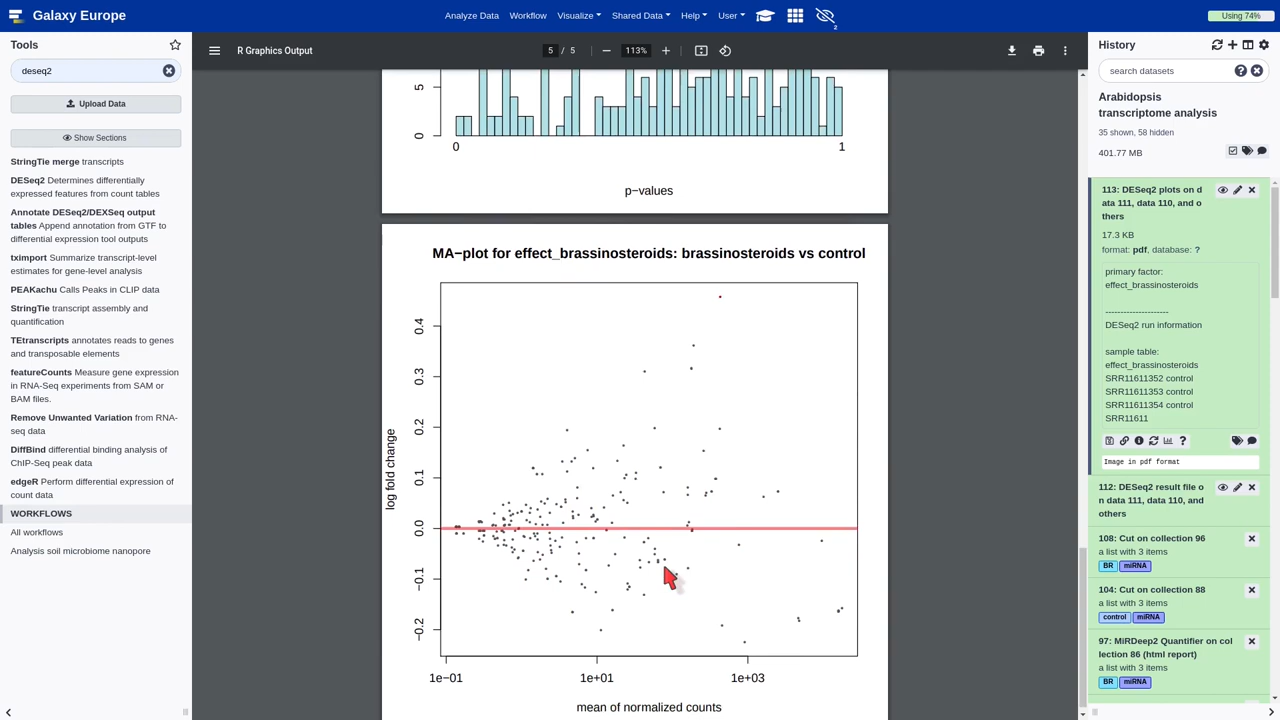 Galaxy Europe
Analyze Data
Workflow
Visualize
Shared Data
Help
User
2
Using 74%
Tools
deseq2
Upload Data
Show Sections
StringTie merge transcripts
DESeq2 Determines differentially
expressed features from count tables
Annotate DESeq2/DEXSeq output
tables Append annotation from GTF to
differential expression tool outputs
tximport Summarize transcript-level
estimates for gene-level analysis
PEAKachu Calls Peaks in CLIP data
StringTie transcript assembly and
quantification
TEtranscripts annotates reads to genes
and transposable elements
featureCounts Measure gene expression
in RNA-Seq experiments from SAM or
BAM files.
Remove Unwanted Variation from RNA-
seq data
DiffBind differential binding analysis of
ChIP-Seq peak data
edgeR Perform differential expression of
count data
WORKFLOWS
All workflows
Analysis soil microbiome nanopore
R Graphics Output
5 / 5
113%
5
0
0
1
p−values
MA−plot for effect_brassinosteroids: brassinosteroids vs control
log fold change
0.4
0.3
0.2
0.1
0.0
−0.1
−0.2
1e−01
1e+01
1e+03
mean of normalized counts
History
search datasets
Arabidopsis
transcriptome analysis
35 shown, 58 hidden
401.77 MB
113: DESeq2 plots on d
ata 111, data 110, and o
thers
17.3 KB
format: pdf, database: ?
primary factor:
effect_brassinosteroids
---------------------
DESeq2 run information
sample table:
effect_brassinosteroids
SRR11611352 control
SRR11611353 control
SRR11611354 control
SRR11611
Image in pdf format
112: DESeq2 result file o
n data 111, data 110, and
others
108: Cut on collection 96
a list with 3 items
BR
miRNA
104: Cut on collection 88
a list with 3 items
control
miRNA
97: MiRDeep2 Quantifier on co
llection 86 (html report)
a list with 3 items
BR
miRNA